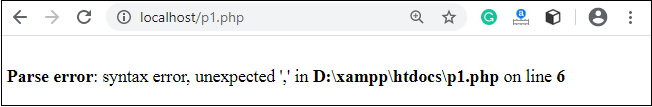 localhost/p1.php
Parse error: syntax error, unexpected ',' in D:\xampp\htdocs\p1.php on line 6